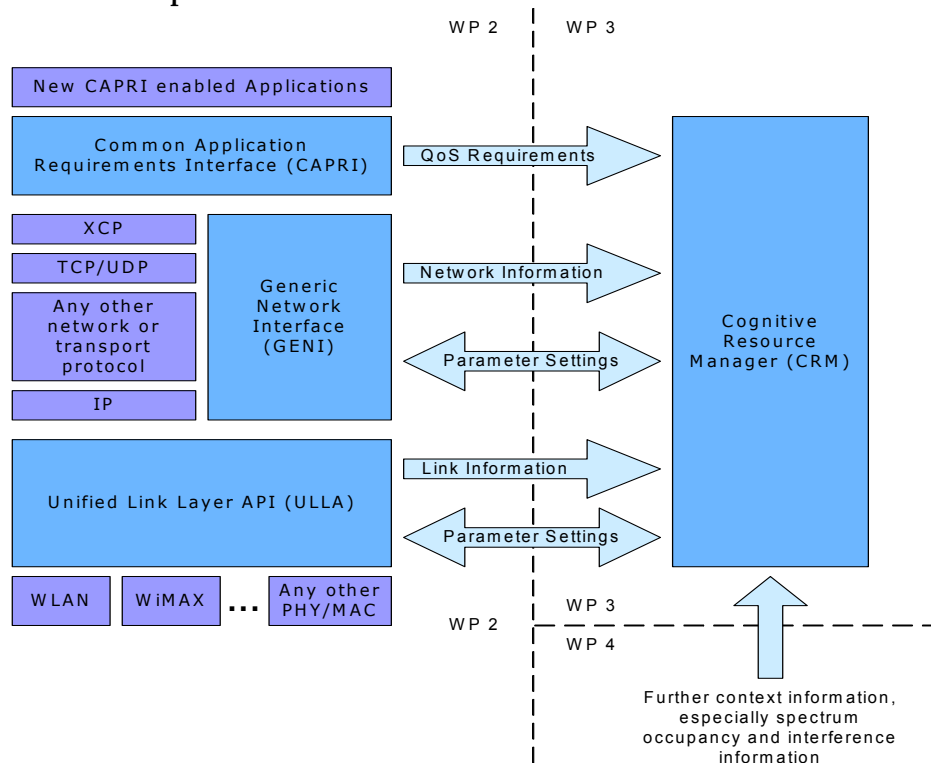 WP 2
WP 3
New CAPRI enabled Applications
Common Application
Requirements Interface (CAPRI)
QoS Requirements
XCP
TCP/UDP
Any other
network or
transport
protocol
IP
Generic
Network
Interface
(GENI)
Network Information
Parameter Settings
Cognitive
Resource
Manager (CRM)
Unified Link Layer API (ULLA)
Link Information
Parameter Settings
WLAN
WiMAX
...
Any other
PHY/MAC
WP 2
WP 3
WP 4
Further context information,
especially spectrum
occupancy and interference
information